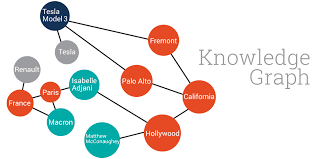 Tesla
Model 3
Tesla
Fremont
Knowledge
Graph
Renault
Palo Alto
Isabelle
Adjani
California
Paris
France
Macron
Matthew
McConaughey
Hollywood